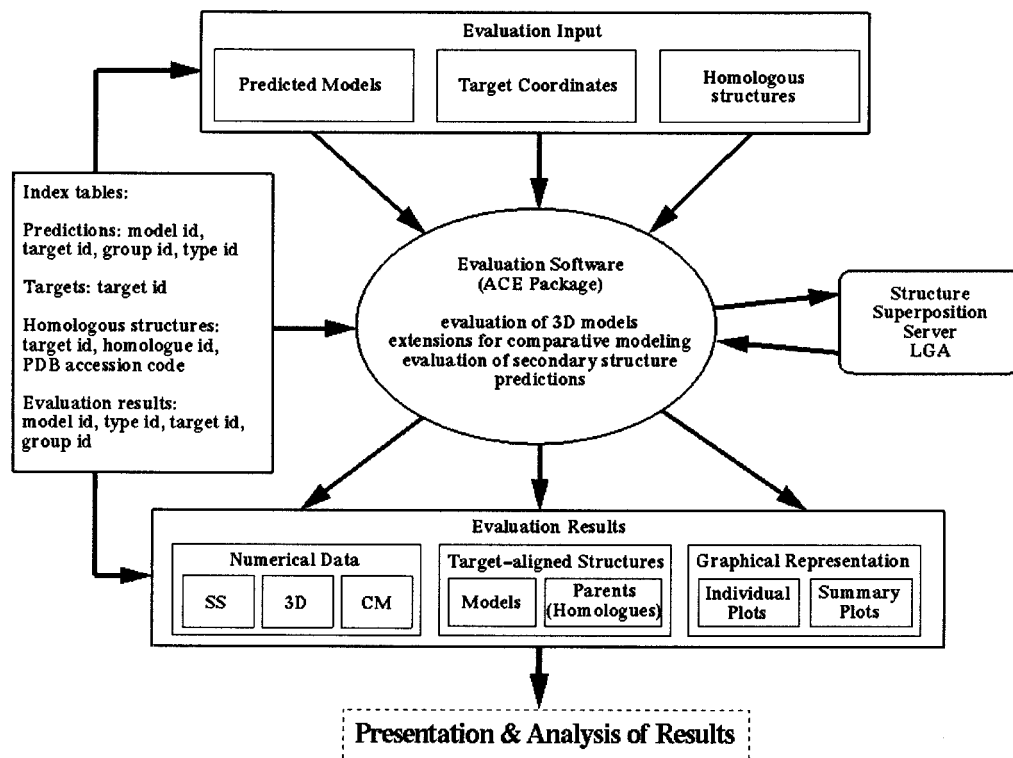 Evaluation Input
Predicted Models
Target Coordinates
Homologous
structures
Index tables:
Predictions: model id,
target id, group id, type id
Targets: target id
Homologous structures:
target id, homologue id,
PDB accession code
Evaluation results:
model id, type id, target id,
group id
Evaluation Software
(ACE Package)
evaluation of 3D models
extensions for comparative modeling
evaluation of secondary structure
predictions
Structure
Superposition
Server
LGA
Evaluation Results
Numerical Data
SS
3D
CM
Target-aligned Structures
Models
Parents
(Homologues)
Graphical Representation
Individual
Plots
Summary
Plots
Presentation & Analysis of Results